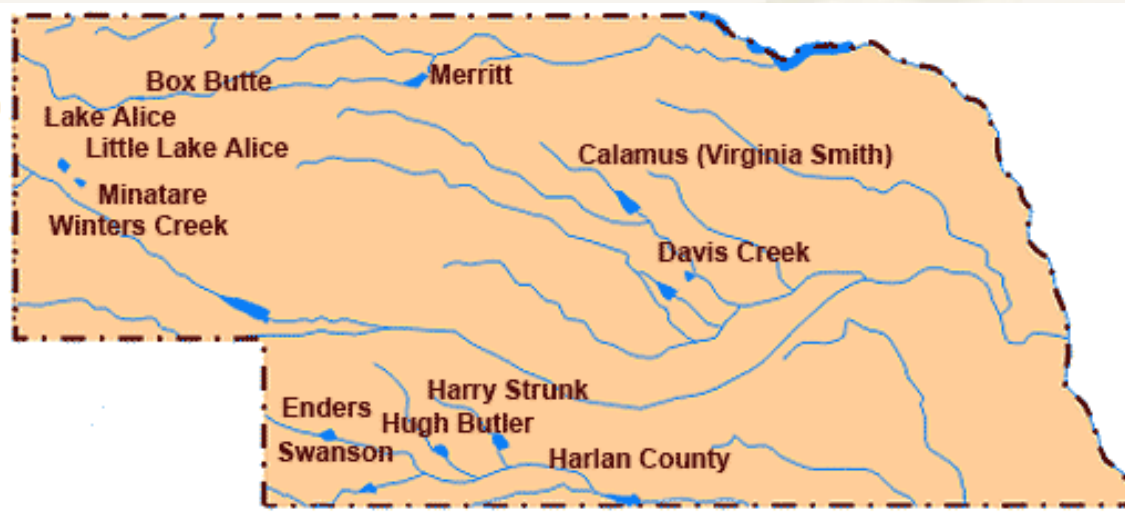 Box Butte
Merritt
Lake Alice
Little Lake Alice
Calamus (Virginia Smith)
Minatare
Winters Creek
Davis Creek
Harry Strunk
Enders
Hugh Butler
Swanson
Harlan County